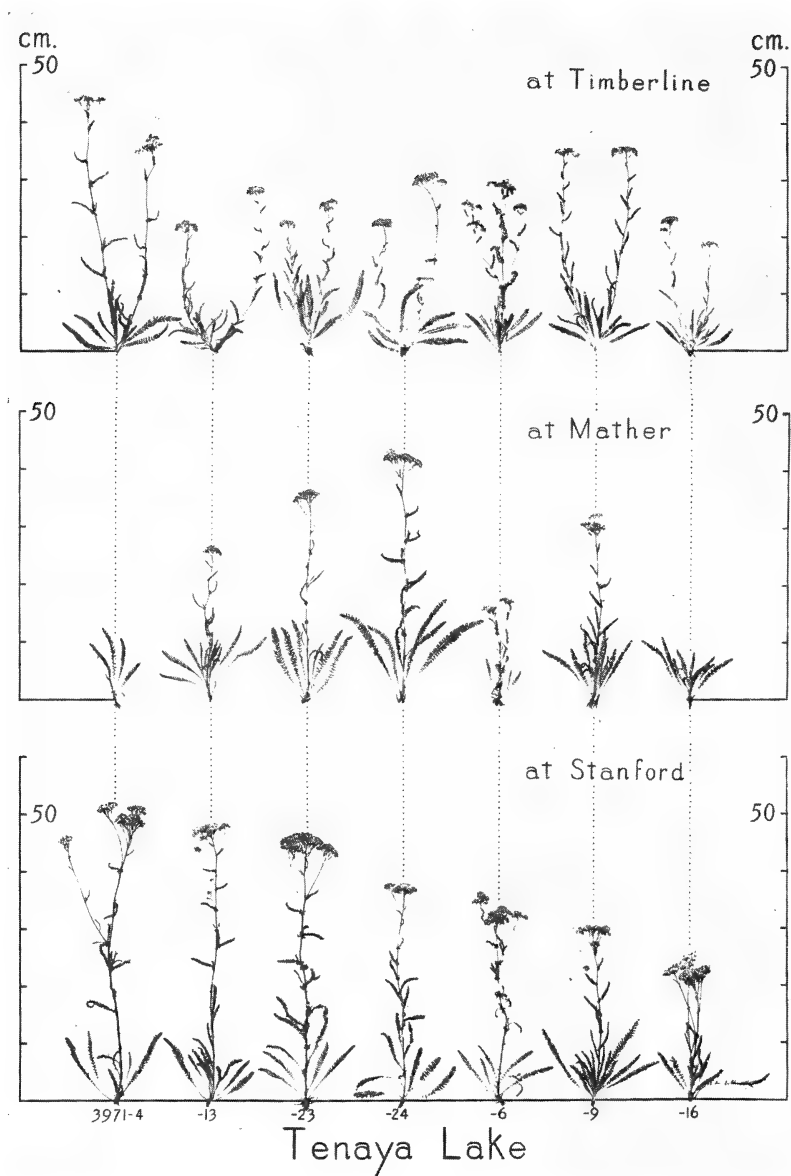 cm. cm.
50 50
at Timberline
50 50
at Mather
at Stanford
50 50
3971-4 -13 -23 -24 -6 -9 -16
Tenaya Lake